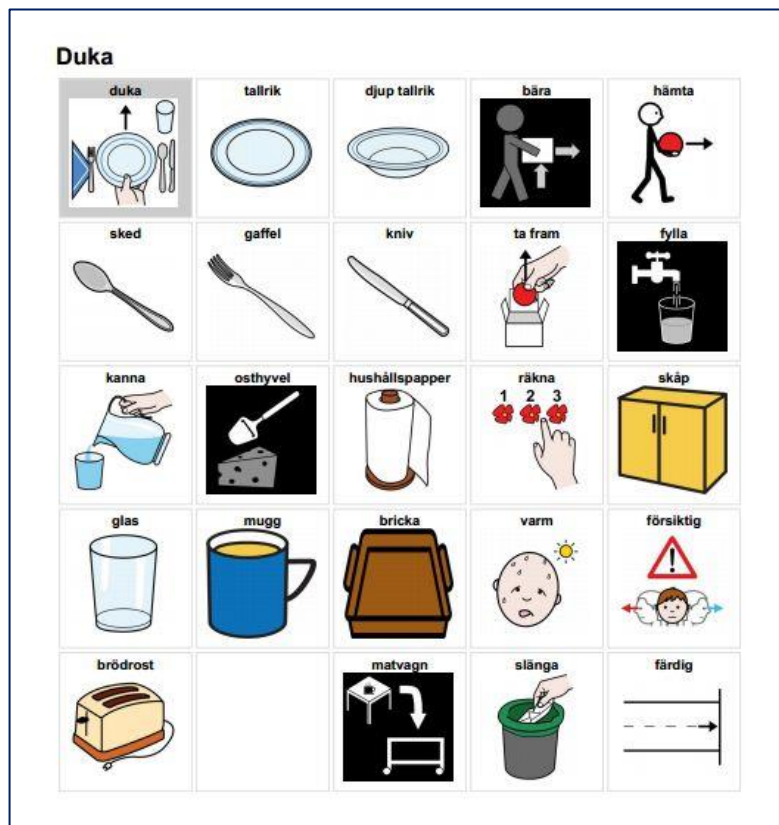 Duka
duka
tallrik
djup tallrik
bära
hämta
sked
gaffel
kniv
ta fram
fylla
kanna
osthyvel
hushållspapper
räkna
1 2 3
skåp
glas
mugg
bricka
varm
försiktig
!
brödrost
matvagn
slänga
färdig